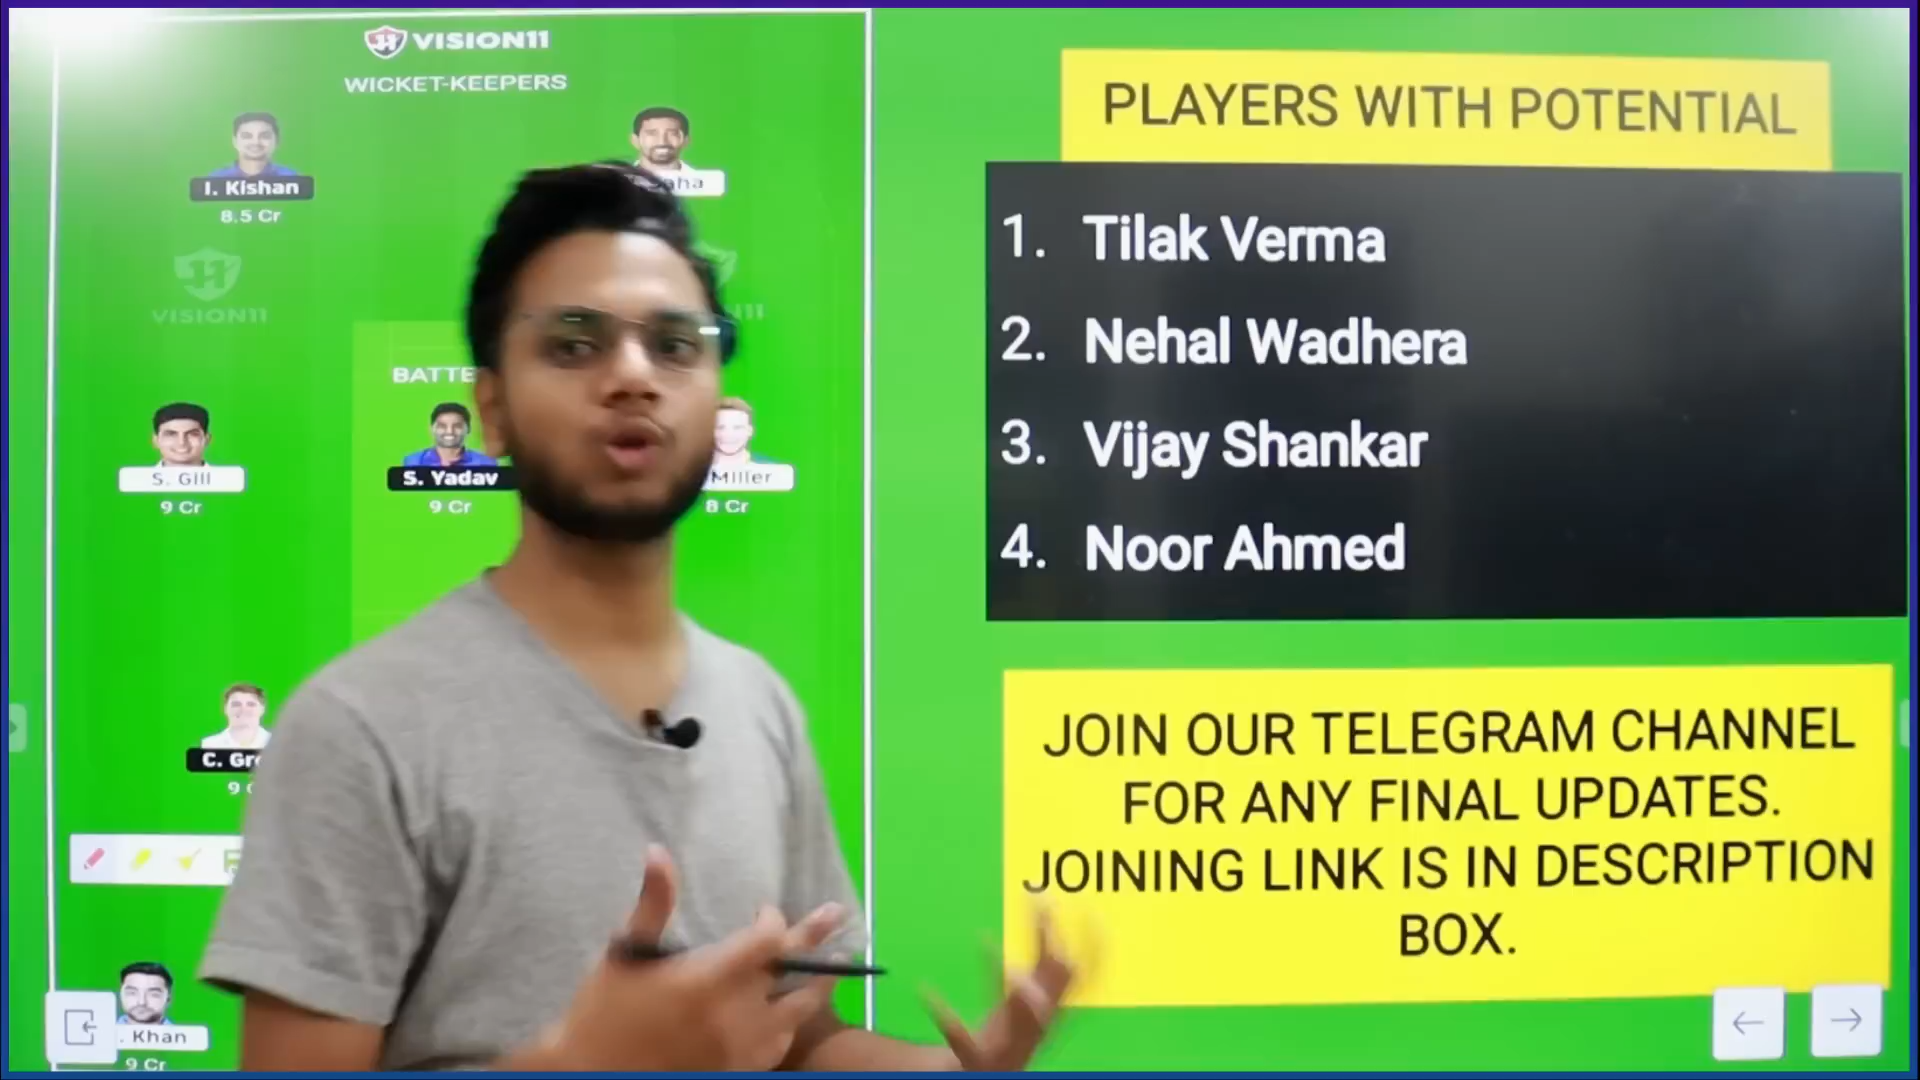 VISION11
WICKET-KEEPERS
I. Kishan
8.5 Cr
VISION11
S. Gill
9 Cr
S. Yadav
9 Cr
Miller
8 Cr
9
. Khan
9 Cr
PLAYERS WITH POTENTIAL
1. Tilak Verma
2. Nehal Wadhera
3. Vijay Shankar
4. Noor Ahmed
JOIN OUR TELEGRAM CHANNEL
FOR ANY FINAL UPDATES.
JOINING LINK IS IN DESCRIPTION
BOX.